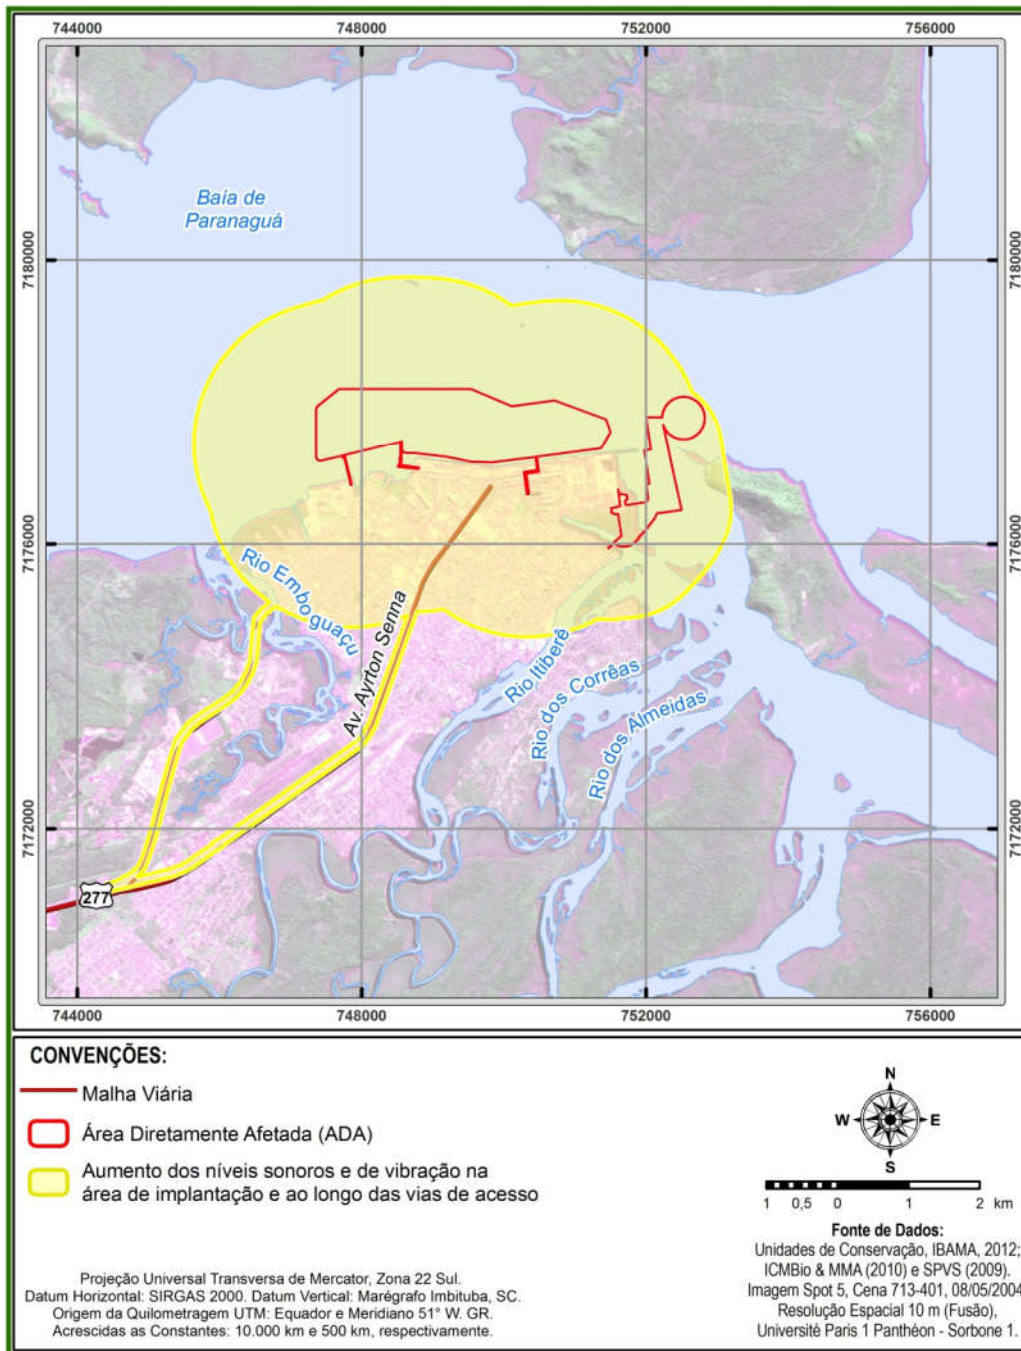 744000 748000 752000 756000
Baía de
Paranaguá
7180000 7180000
7176000 7176000
Rio Emboguaçu
Av. Ayrton Senna
Rio Itiberê
Rio dos Corrêas
Rio dos Almeidas
7172000 7172000
277
744000 748000 752000 756000
CONVENÇÕES:
Malha Viária
Área Diretamente Afetada (ADA)
Aumento dos níveis sonoros e de vibração na
área de implantação e ao longo das vias de acesso
N
W E
S
1 0,5 0 1 2 km
Fonte de Dados:
Unidades de Conservação, IBAMA, 2012;
ICMBio & MMA (2010) e SPVS (2009).
Imagem Spot 5, Cena 713-401, 08/05/2004
Resolução Espacial 10 m (Fusão),
Université Paris 1 Panthéon - Sorbone 1.
Projeção Universal Transversa de Mercator, Zona 22 Sul.
Datum Horizontal: SIRGAS 2000. Datum Vertical: Marégrafo Imbituba, SC.
Origem da Quilometragem UTM: Equador e Meridiano 51° W. GR.
Acrescidas as Constantes: 10.000 km e 500 km, respectivamente.